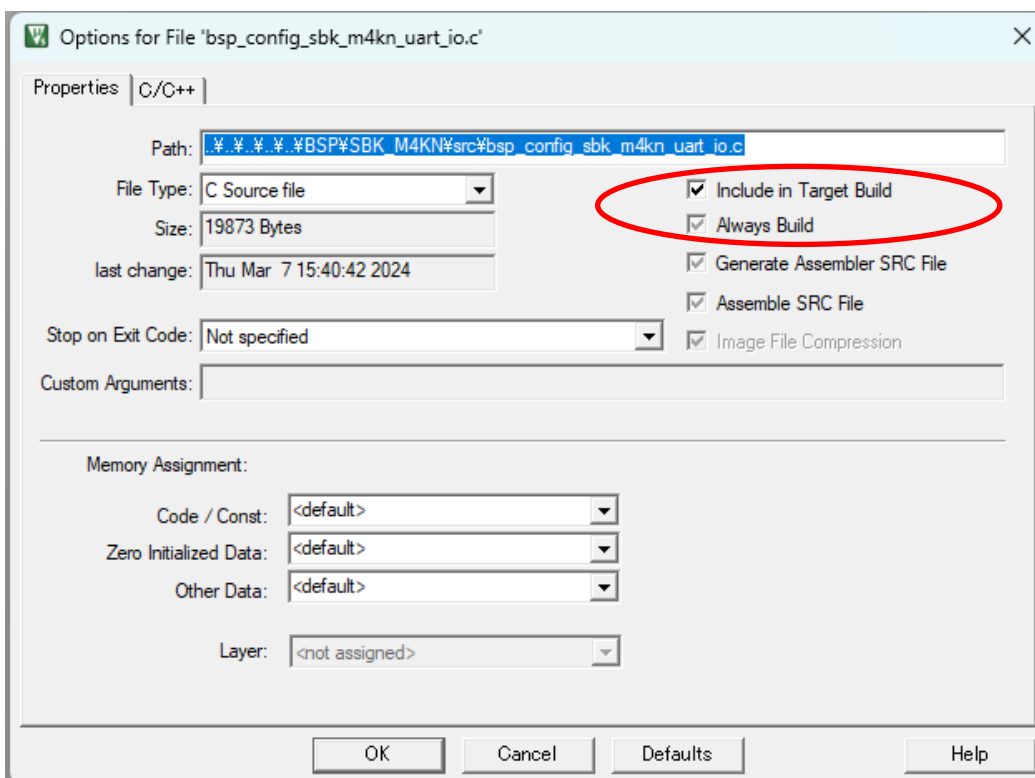 Options for File 'bsp_config_sbk_m4kn_uart_io.c'
Properties C/C++
Path: ..¥..¥..¥..¥..¥BSP¥SBK_M4KN¥src¥bsp_config_sbk_m4kn_uart_io.c
File Type: C Source file Include in Target Build
Size: 19873 Bytes Always Build
last change: Thu Mar 7 15:40:42 2024 Generate Assembler SRC File
Assemble SRC File
Stop on Exit Code: Not specified Image File Compression
Custom Arguments:
Memory Assignment:
Code / Const: <default>
Zero Initialized Data: <default>
Other Data: <default>
Layer: <not assigned>
OK Cancel Defaults Help